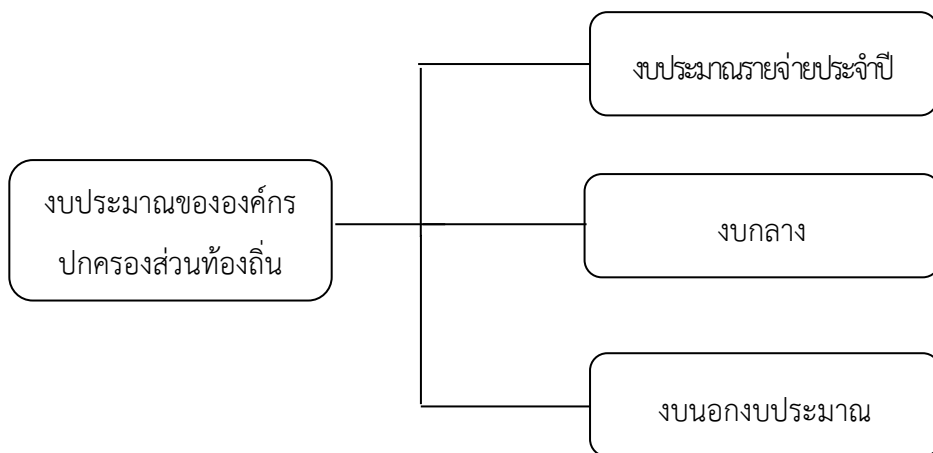 งบประมาณขององค์กร
ปกครองส่วนท้องถิ่น
งบประมาณรายจ่ายประจำปี
งบกลาง
งบนอกงบประมาณ